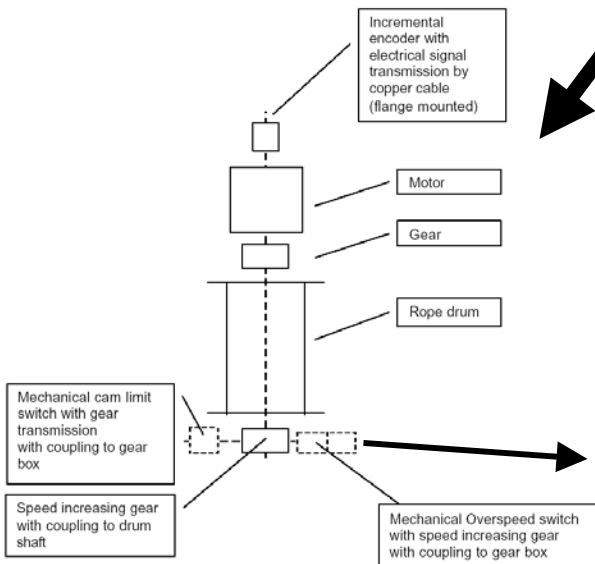 Incremental
encoder with
electrical signal
transmission by
copper cable
(flange mounted)
Motor
Gear
Rope drum
Mechanical cam limit
switch with gear
transmission
with coupling to gear
box
Speed increasing gear
with coupling to drum
shaft
Mechanical Overspeed switch
with speed increasing gear
with coupling to gear box